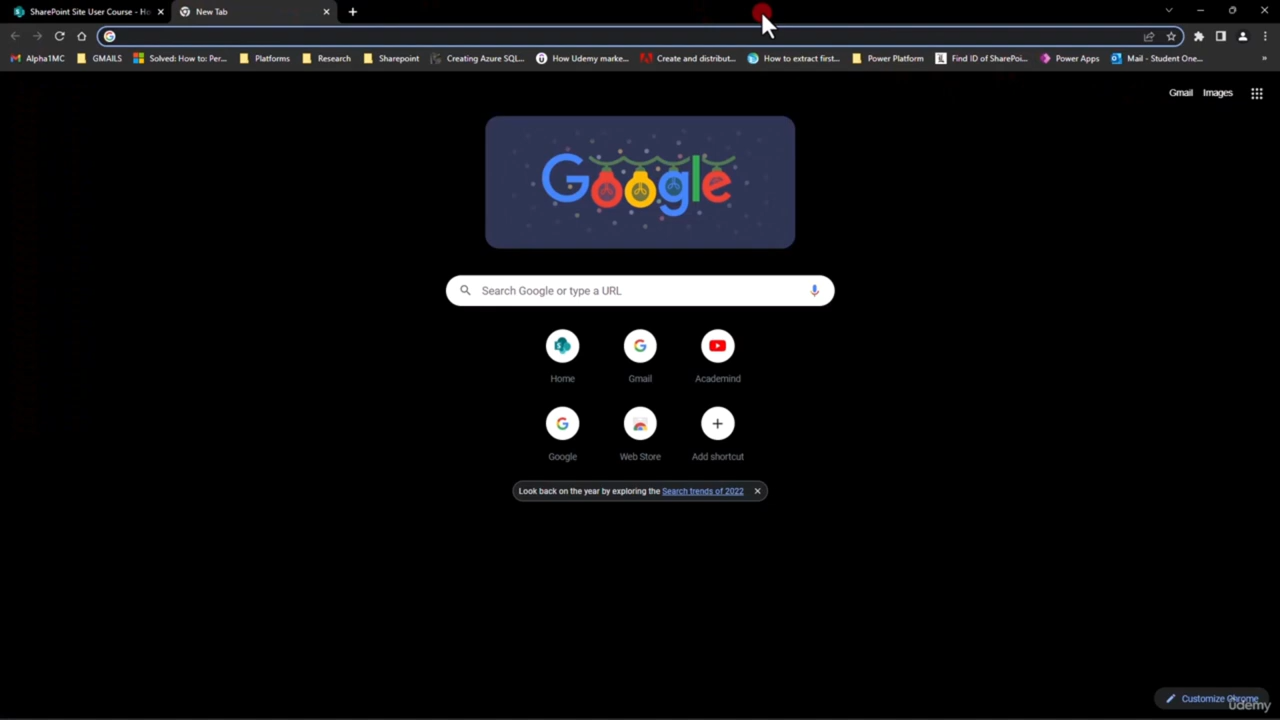 SharePoint Site User Course - Ho
New Tab
Alpha1MC
GMAILS
Solved: How to: Per...
Platforms
Research
Sharepoint
Creating Azure SQL...
How Udemy marke...
Create and distribut...
How to extract first...
Power Platform
Find ID of SharePoi...
Power Apps
Mail - Student One...
»
Gmail
Images
Google
Search Google or type a URL
Home
Gmail
Academind
Google
Web Store
Add shortcut
Look back on the year by exploring the Search trends of 2022
Customize Chrome
udemy